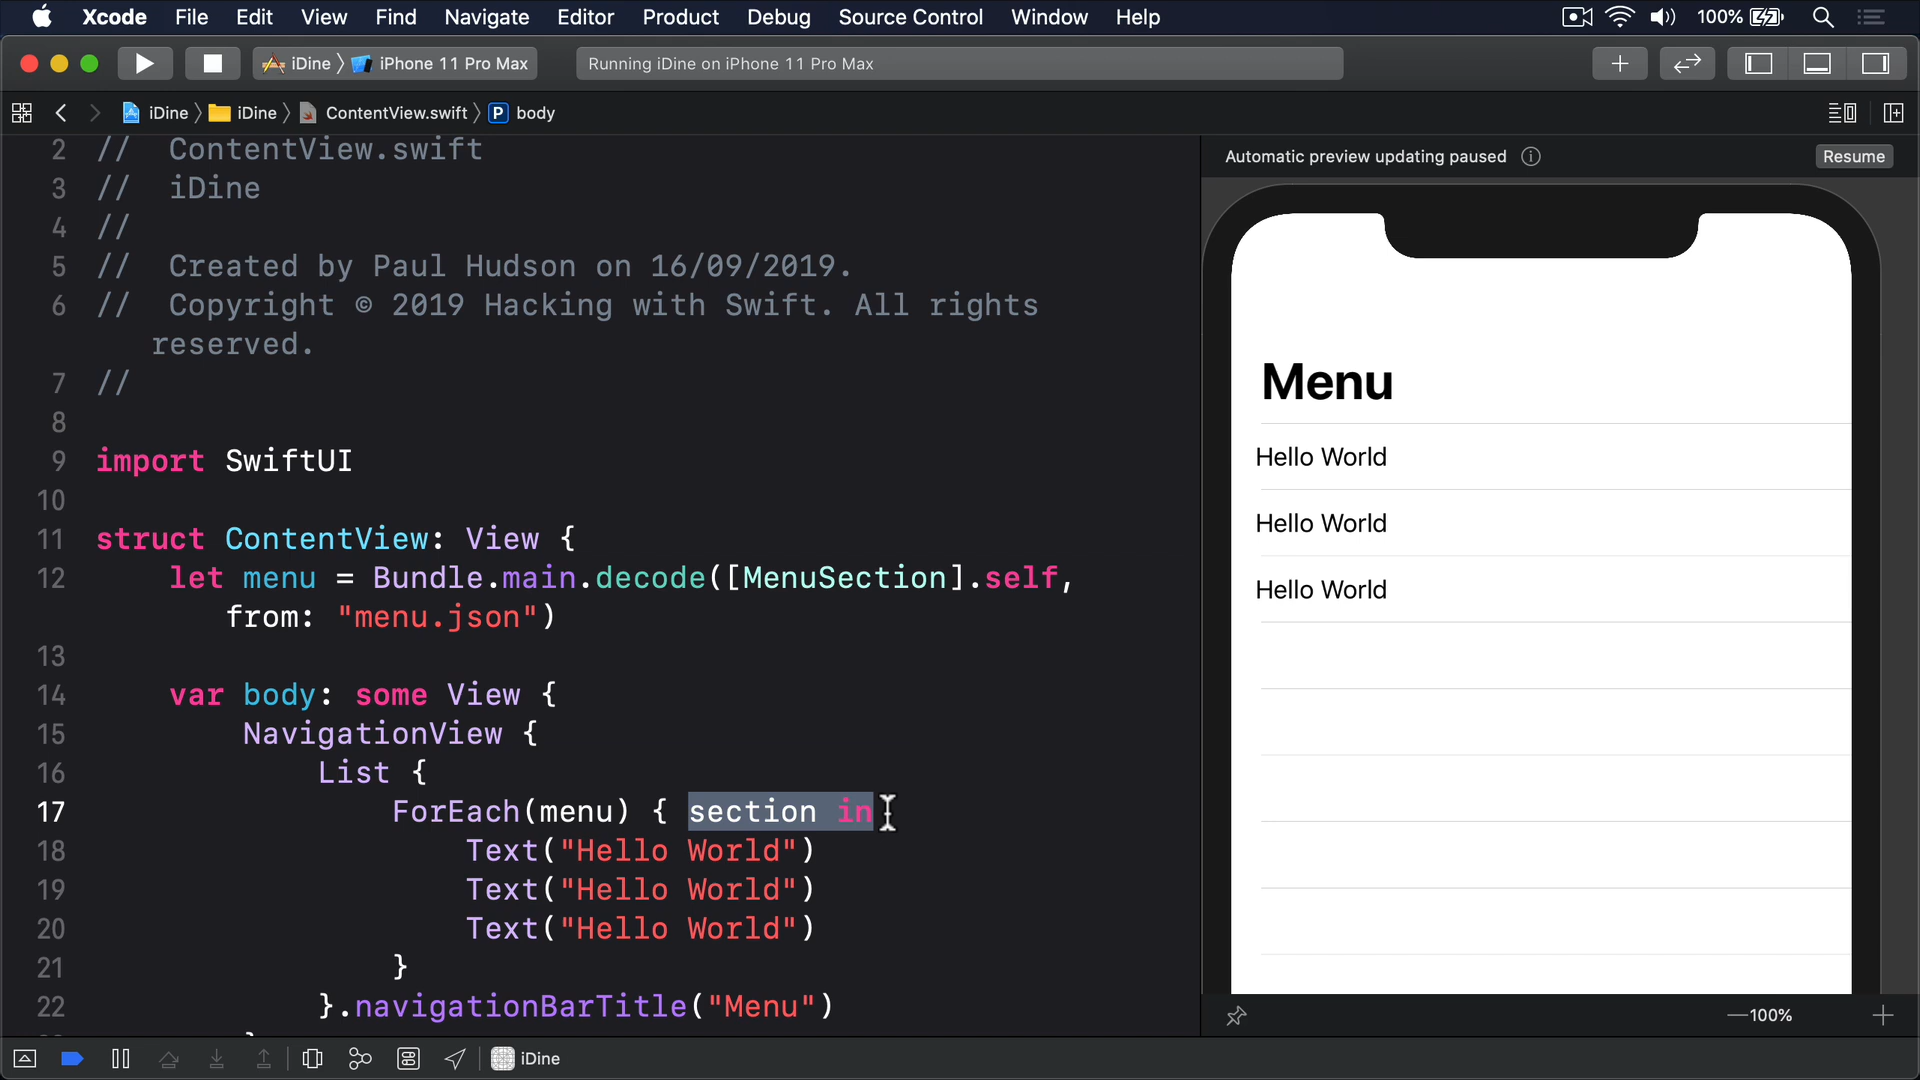 Xcode File Edit View Find Navigate Editor Product Debug Source Control Window Help 100%
iDine iPhone 11 Pro Max Running iDine on iPhone 11 Pro Max
iDine iDine ContentView.swift P body
2 // ContentView.swift
3 // iDine
4 //
5 // Created by Paul Hudson on 16/09/2019.
6 // Copyright © 2019 Hacking with Swift. All rights
reserved.
7 //
8
9 import SwiftUI
10
11 struct ContentView: View {
12 let menu = Bundle.main.decode([MenuSection].self,
from: "menu.json")
13
14 var body: some View {
15 NavigationView {
16 List {
17 ForEach(menu) { section in
18 Text("Hello World")
19 Text("Hello World")
20 Text("Hello World")
21 }
22 }.navigationBarTitle("Menu")
Automatic preview updating paused Resume
Menu
Hello World
Hello World
Hello World
100%
iDine